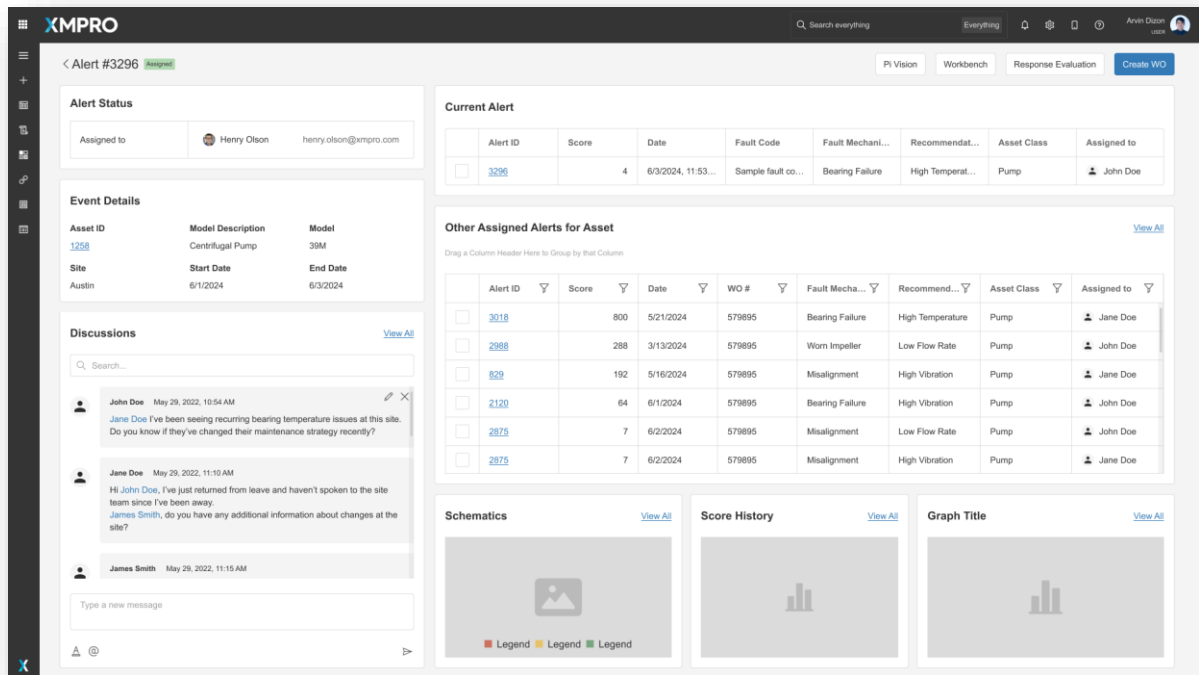 XMPRO
Search everything
Everything
Arvin Dizon
USER
Alert #3296
Assigned
Pi Vision
Workbench
Response Evaluation
Create WO
Alert Status
Assigned to
Henry Olson
henry.olson@xmpro.com
Event Details
Asset ID Model Description Model
1258 Centrifugal Pump 39M
Site Start Date End Date
Austin 6/1/2024 6/3/2024
Discussions
View All
Search...
John Doe May 29, 2022, 10:54 AM
Jane Doe I've been seeing recurring bearing temperature issues at this site.
Do you know if they've changed their maintenance strategy recently?
Jane Doe May 29, 2022, 11:10 AM
Hi John Doe, I've just returned from leave and haven't spoken to the site
team since I've been away.
James Smith, do you have any additional information about changes at the
site?
James Smith May 29, 2022, 11:15 AM
Type a new message
A @
Current Alert
Alert ID Score Date Fault Code Fault Mechani... Recommendat... Asset Class Assigned to
3296 4 6/3/2024, 11:53... Sample fault co... Bearing Failure High Temperat... Pump John Doe
Other Assigned Alerts for Asset
View All
Drag a Column Header Here to Group by that Column
Alert ID Score Date WO # Fault Mecha... Recommend... Asset Class Assigned to
3018 800 5/21/2024 579895 Bearing Failure High Temperature Pump Jane Doe
2988 288 3/13/2024 579895 Worn Impeller Low Flow Rate Pump John Doe
829 192 5/16/2024 579895 Misalignment High Vibration Pump Jane Doe
2120 64 6/1/2024 579895 Bearing Failure High Vibration Pump John Doe
2875 7 6/2/2024 579895 Misalignment Low Flow Rate Pump John Doe
2875 7 6/2/2024 579895 Misalignment High Vibration Pump Jane Doe
Schematics
View All
Legend Legend Legend
Score History
View All
Graph Title
View All